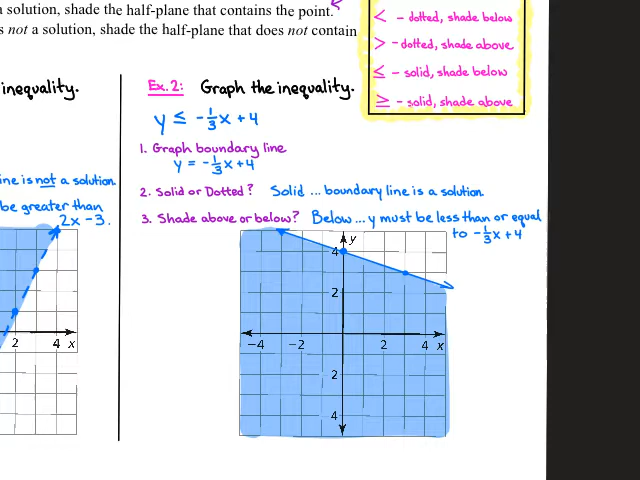 a solution, shade the half-plane that contains the point.
s not a solution, shade the half-plane that does not contain
< - dotted, shade below
> - dotted, shade above
≤ - solid, shade below
≥ - solid, shade above
inequality.
line is not a solution
be greater than
2x - 3.
2 4 x
Ex. 2: Graph the inequality.
y ≤ -1/3x + 4
1. Graph boundary line
y = -1/3x + 4
2. Solid or Dotted? Solid ... boundary line is a solution
3. Shade above or below? Below... y must be less than or equal
to -1/3x + 4
y
4
2
-4 -2 2 4 x
2
4